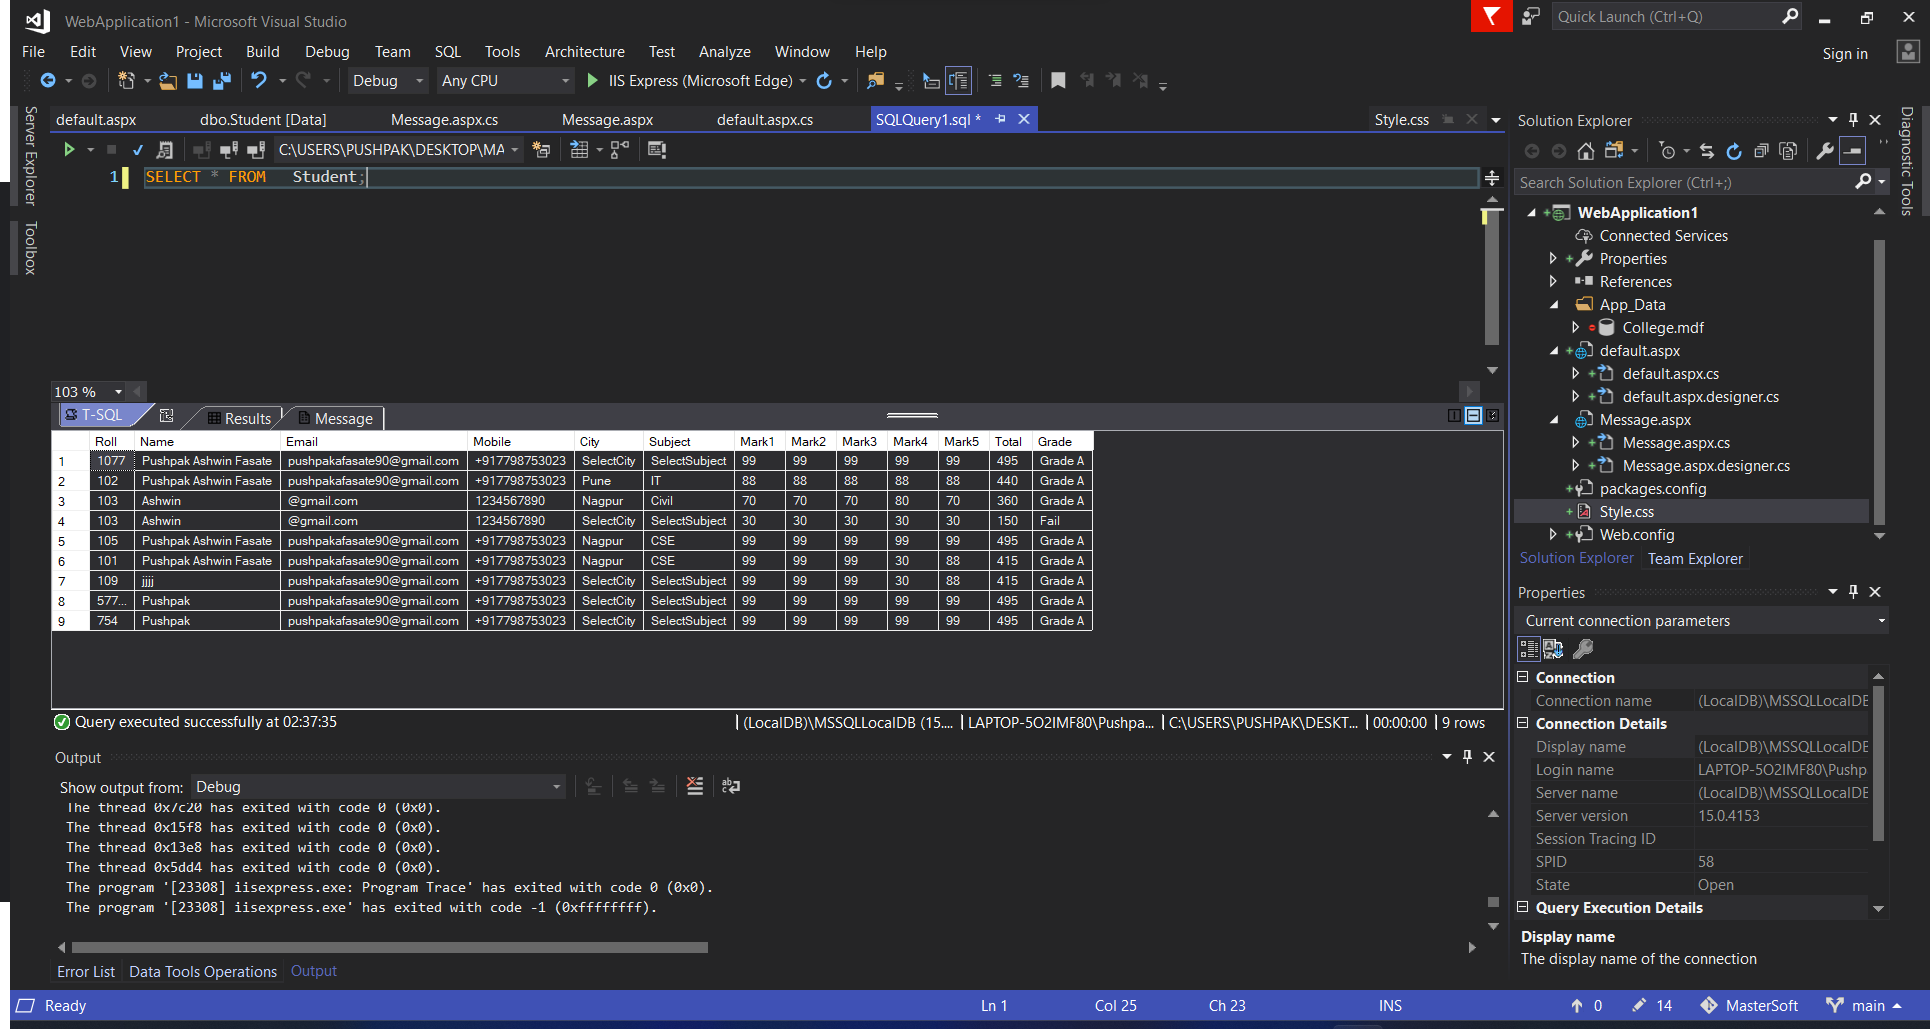 WebApplication1 - Microsoft Visual Studio
Quick Launch (Ctrl+Q)
File Edit View Project Build Debug Team SQL Tools Architecture Test Analyze Window Help
Sign in
Debug Any CPU IIS Express (Microsoft Edge)
Server Explorer
Toolbox
default.aspx dbo.Student [Data] Message.aspx.cs Message.aspx default.aspx.cs SQLQuery1.sql * Style.css
C:\USERS\PUSHPAK\DESKTOP\MA
1 SELECT * FROM Student;
103 %
T-SQL Results Message
Roll Name Email Mobile City Subject Mark1 Mark2 Mark3 Mark4 Mark5 Total Grade
1 1077 Pushpak Ashwin Fasate pushpakafasate90@gmail.com +917798753023 SelectCity SelectSubject 99 99 99 99 99 495 Grade A
2 102 Pushpak Ashwin Fasate pushpakafasate90@gmail.com +917798753023 Pune IT 88 88 88 88 88 440 Grade A
3 103 Ashwin @gmail.com 1234567890 Nagpur Civil 70 70 70 80 70 360 Grade A
4 103 Ashwin @gmail.com 1234567890 SelectCity SelectSubject 30 30 30 30 30 150 Fail
5 105 Pushpak Ashwin Fasate pushpakafasate90@gmail.com +917798753023 Nagpur CSE 99 99 99 99 99 495 Grade A
6 101 Pushpak Ashwin Fasate pushpakafasate90@gmail.com +917798753023 Nagpur CSE 99 99 99 30 88 415 Grade A
7 109 jjjj pushpakafasate90@gmail.com +917798753023 SelectCity SelectSubject 99 99 99 30 88 415 Grade A
8 577... Pushpak pushpakafasate90@gmail.com +917798753023 SelectCity SelectSubject 99 99 99 99 99 495 Grade A
9 754 Pushpak pushpakafasate90@gmail.com +917798753023 SelectCity SelectSubject 99 99 99 99 99 495 Grade A
Query executed successfully at 02:37:35 (LocalDB)\MSSQLLocalDB (15.... LAPTOP-5O2IMF80\Pushpa... C:\USERS\PUSHPAK\DESKT... 00:00:00 9 rows
Output
Show output from: Debug
The thread 0x7c20 has exited with code 0 (0x0).
The thread 0x15f8 has exited with code 0 (0x0).
The thread 0x13e8 has exited with code 0 (0x0).
The thread 0x5dd4 has exited with code 0 (0x0).
The program '[23308] iisexpress.exe: Program Trace' has exited with code 0 (0x0).
The program '[23308] iisexpress.exe' has exited with code -1 (0xffffffff).
Error List Data Tools Operations Output
Solution Explorer
Search Solution Explorer (Ctrl+;)
WebApplication1
Connected Services
Properties
References
App_Data
College.mdf
default.aspx
default.aspx.cs
default.aspx.designer.cs
Message.aspx
Message.aspx.cs
Message.aspx.designer.cs
packages.config
Style.css
Web.config
Solution Explorer Team Explorer
Properties
Current connection parameters
Connection
Connection name (LocalDB)\MSSQLLocalDB
Connection Details
Display name (LocalDB)\MSSQLLocalDB
Login name LAPTOP-5O2IMF80\Pushp
Server name (LocalDB)\MSSQLLocalDB
Server version 15.0.4153
Session Tracing ID
SPID 58
State Open
Query Execution Details
Display name
The display name of the connection
Diagnostic Tools
Ready Ln 1 Col 25 Ch 23 INS 0 14 MasterSoft main